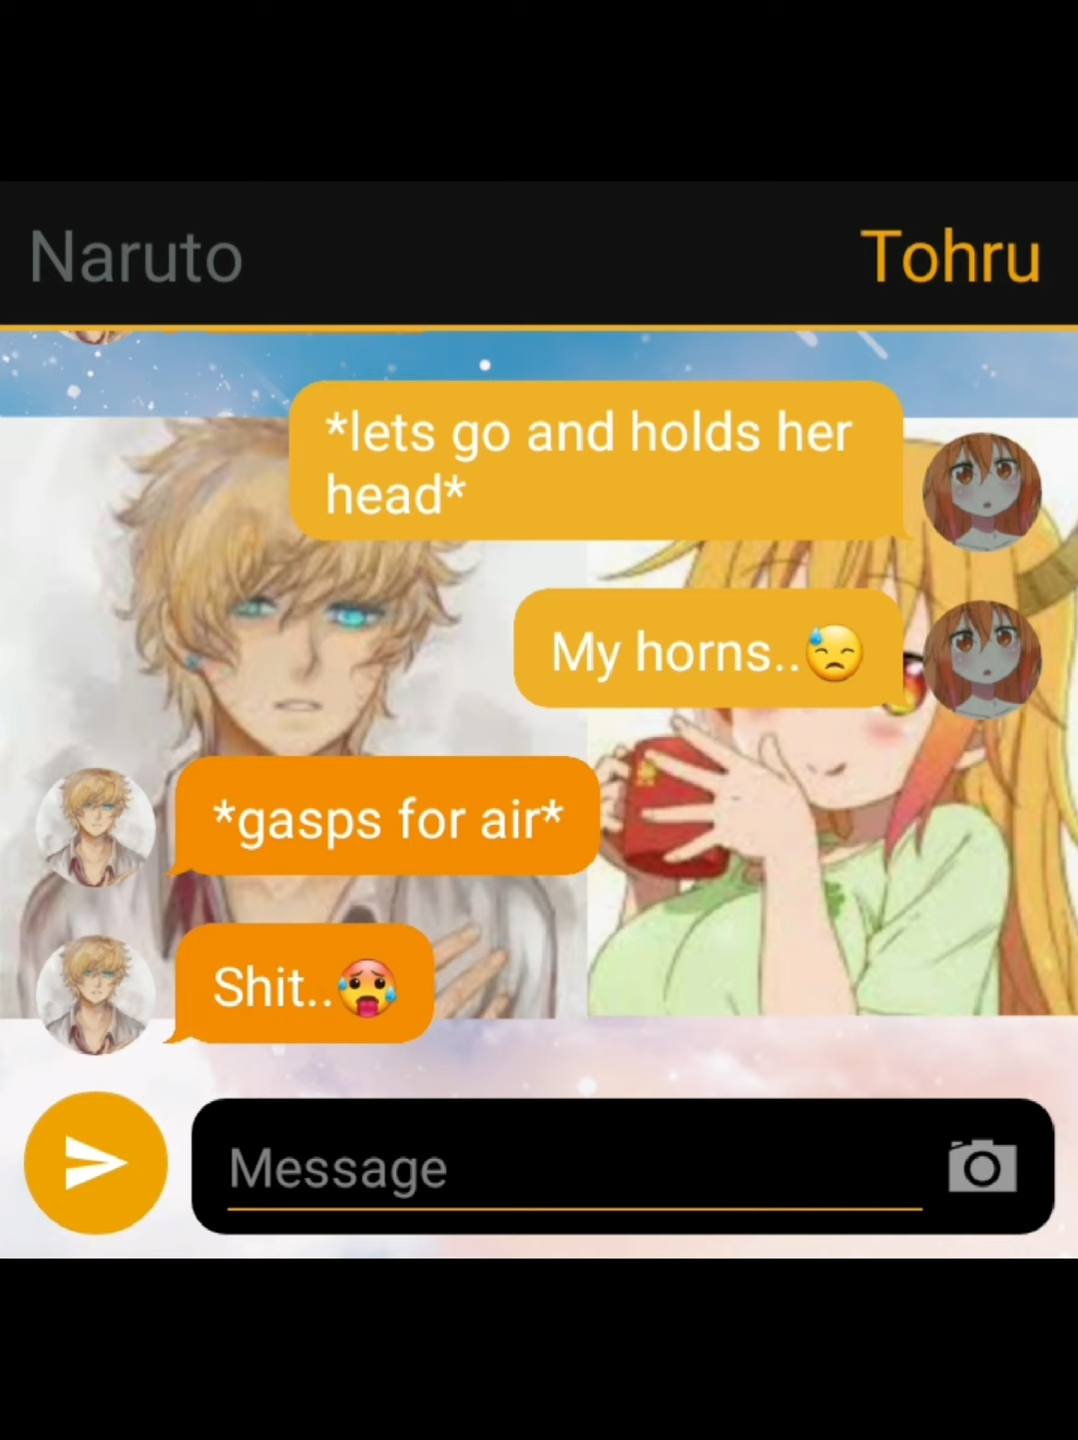 Naruto Tohru
*lets go and holds her
head*
My horns..😓
*gasps for air*
Shit..🥵
Message